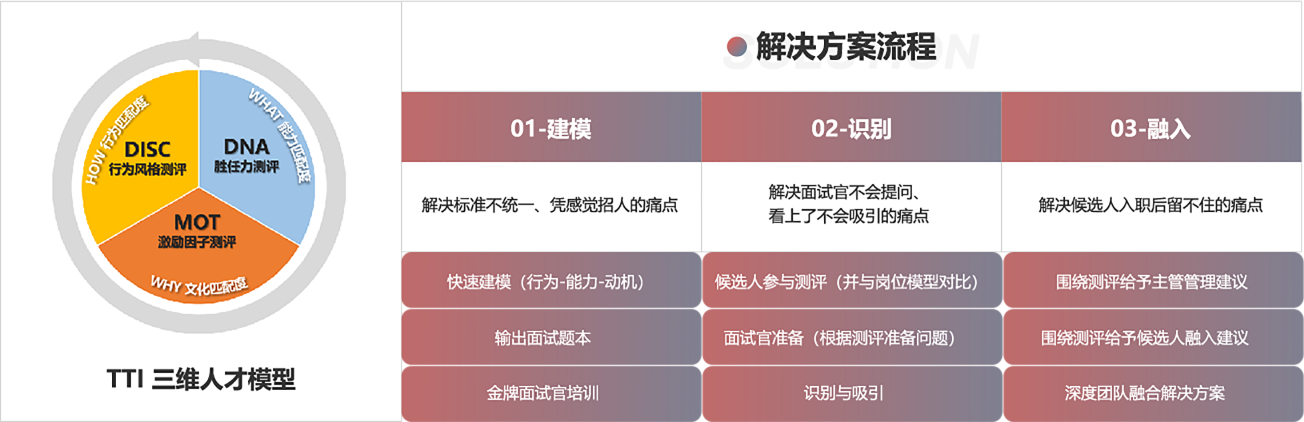 HOW 行为匹配度
DISC
行为风格测评
WHAT 能力匹配度
DNA
胜任力测评
MOT
激励因子测评
WHY 文化匹配度
TTI 三维人才模型
SOLUTION
解决方案流程
01-建模
02-识别
03-融入
解决标准不统一、凭感觉招人的痛点
解决面试官不会提问、
看上了不会吸引的痛点
解决候选人入职后留不住的痛点
快速建模（行为-能力-动机）
候选人参与测评（并与岗位模型对比）
围绕测评给予主管管理建议
输出面试题本
面试官准备（根据测评准备问题）
围绕测评给予候选人融入建议
金牌面试官培训
识别与吸引
深度团队融合解决方案